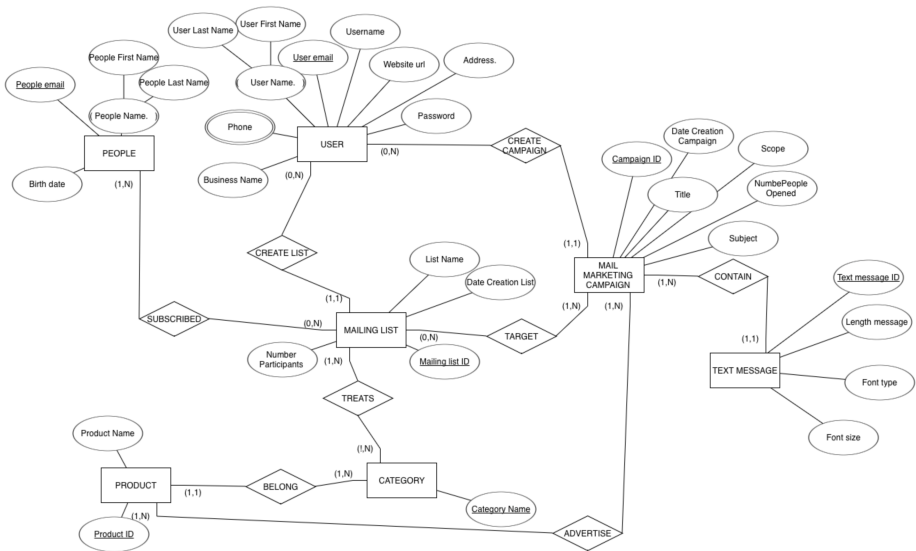 User First Name
User Last Name
Username
User email
People First Name
Website url
Address.
User Name.
People email
People Last Name
People Name.
Password
Phone
Date Creation
Campaign
PEOPLE
USER
CREATE
CAMPAIGN
Scope
(0,N)
Campaign ID
(1,N)
Birth date
Business Name
(0,N)
Title
NumbePeople
Opened
Subject
(1,1)
CREATE LIST
List Name
MAIL
MARKETING
CAMPAIGN
(1,N)
CONTAIN
Text message ID
Date Creation List
(1,1)
(1,N)
(1,N)
SUBSCRIBED
(0,N)
MAILING LIST
(0,N)
TARGET
Length message
(1,1)
Number
Participants
(1,N)
Mailing list ID
TEXT MESSAGE
Font type
TREATS
Product Name
Font size
(!,N)
PRODUCT
(1,1)
BELONG
(1,N)
CATEGORY
Category Name
(1,N)
Product ID
ADVERTISE